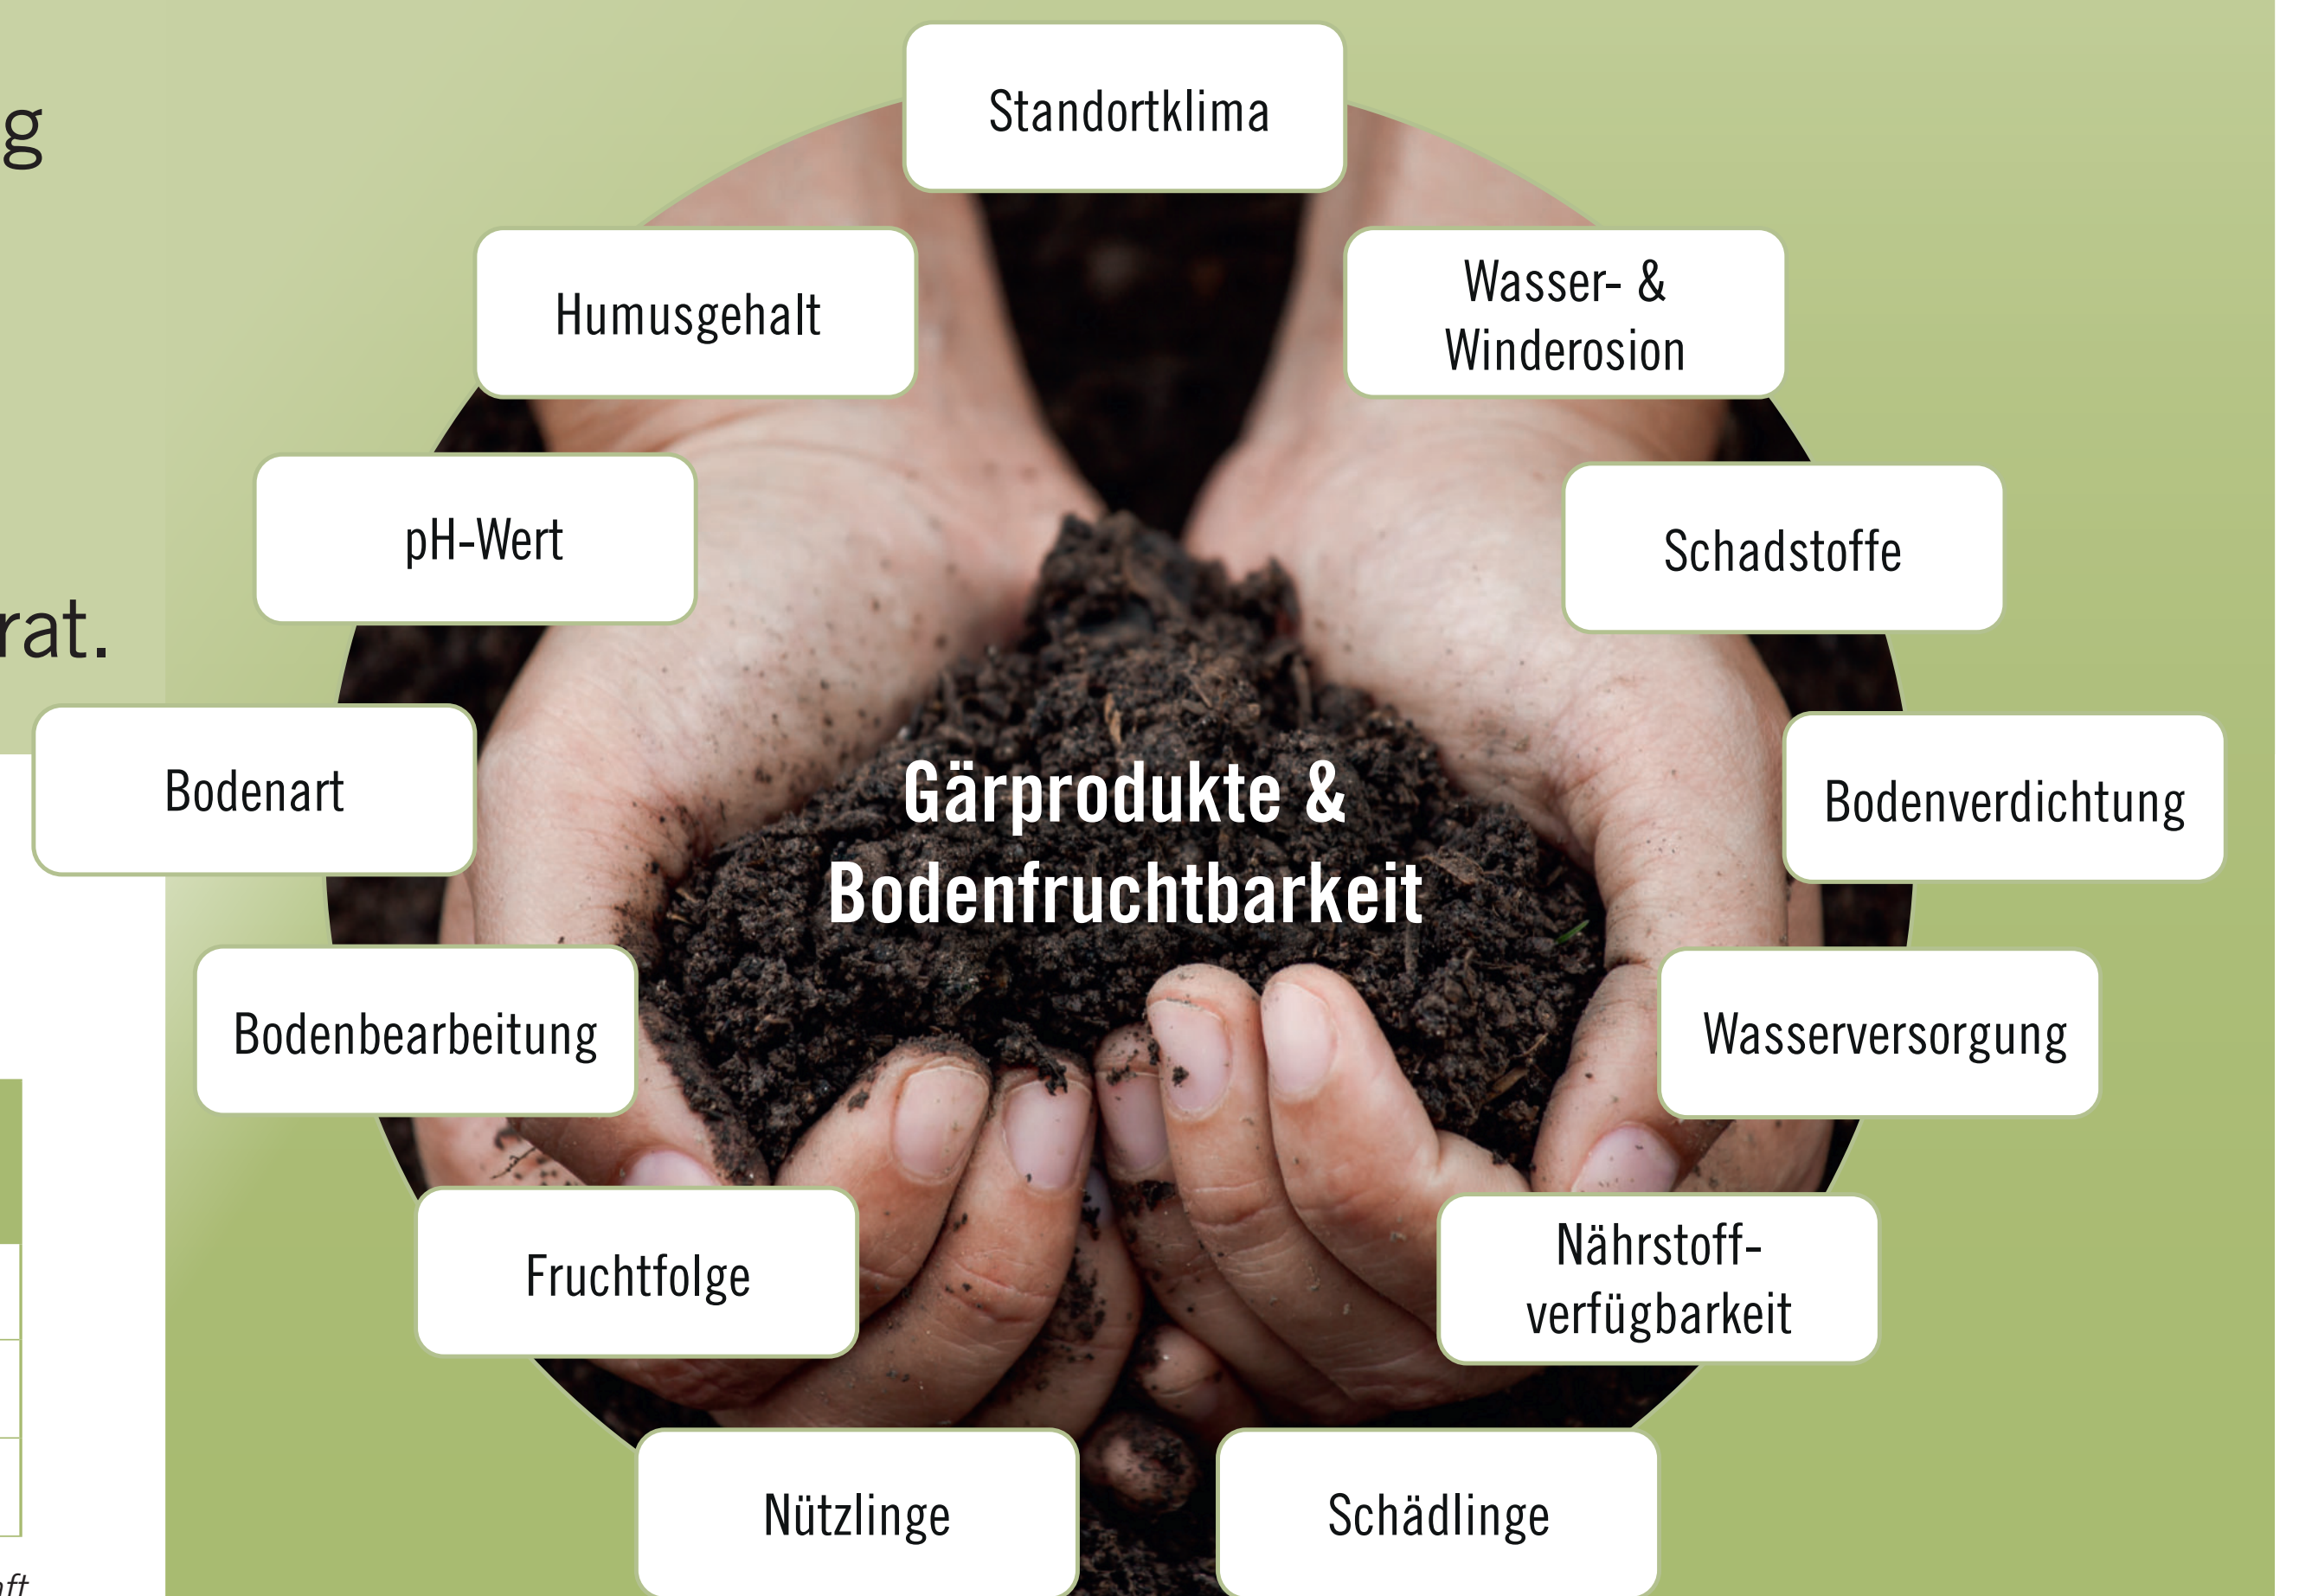 g
rat.
Standortklima
Humusgehalt
Wasser- &
Winderosion
pH-Wert
Schadstoffe
Bodenart
Gärprodukte &
Bodenfruchtbarkeit
Bodenverdichtung
Bodenbearbeitung
Wasserversorgung
Fruchtfolge
Nährstoff-
verfügbarkeit
Nützlinge
Schädlinge